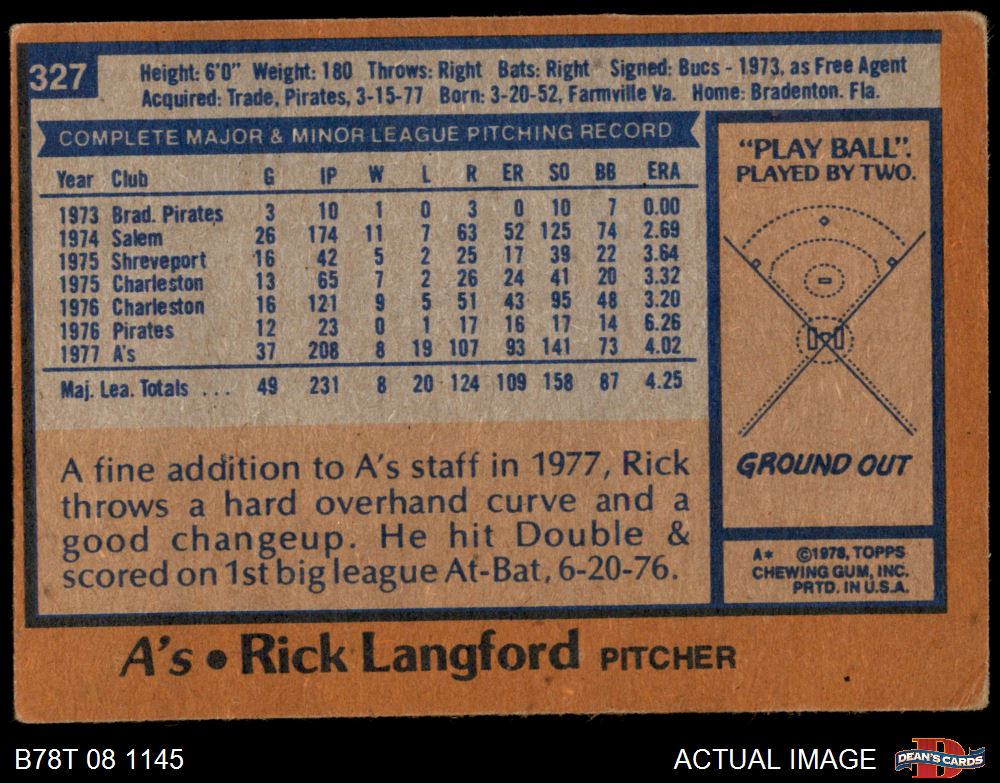 327
Height: 6'0" Weight: 180 Throws: Right Bats: Right Signed: Bucs - 1973, as Free Agent
Acquired: Trade, Pirates, 3-15-77 Born: 3-20-52, Farmville Va. Home: Bradenton. Fla.
COMPLETE MAJOR & MINOR LEAGUE PITCHING RECORD
Year Club G IP W L R ER SO BB ERA
1973 Brad. Pirates 3 10 1 0 3 0 10 7 0.00
1974 Salem 26 174 11 7 63 52 125 74 2.69
1975 Shreveport 16 42 5 2 25 17 39 22 3.64
1975 Charleston 13 65 7 2 26 24 41 20 3.32
1976 Charleston 16 121 9 5 51 43 95 48 3.20
1976 Pirates 12 23 0 1 17 16 17 14 6.26
1977 A's 37 208 8 19 107 93 141 73 4.02
Maj. Lea. Totals ... 49 231 8 20 124 109 158 87 4.25
A fine addition to A's staff in 1977, Rick
throws a hard overhand curve and a
good changeup. He hit Double &
scored on 1st big league At-Bat, 6-20-76.
"PLAY BALL".
PLAYED BY TWO.
GROUND OUT
A* ©1978, TOPPS
CHEWING GUM, INC.
PRTD. IN U.S.A.
A's • Rick Langford PITCHER
B78T 08 1145
ACTUAL IMAGE
D
DEAN'S CARDS